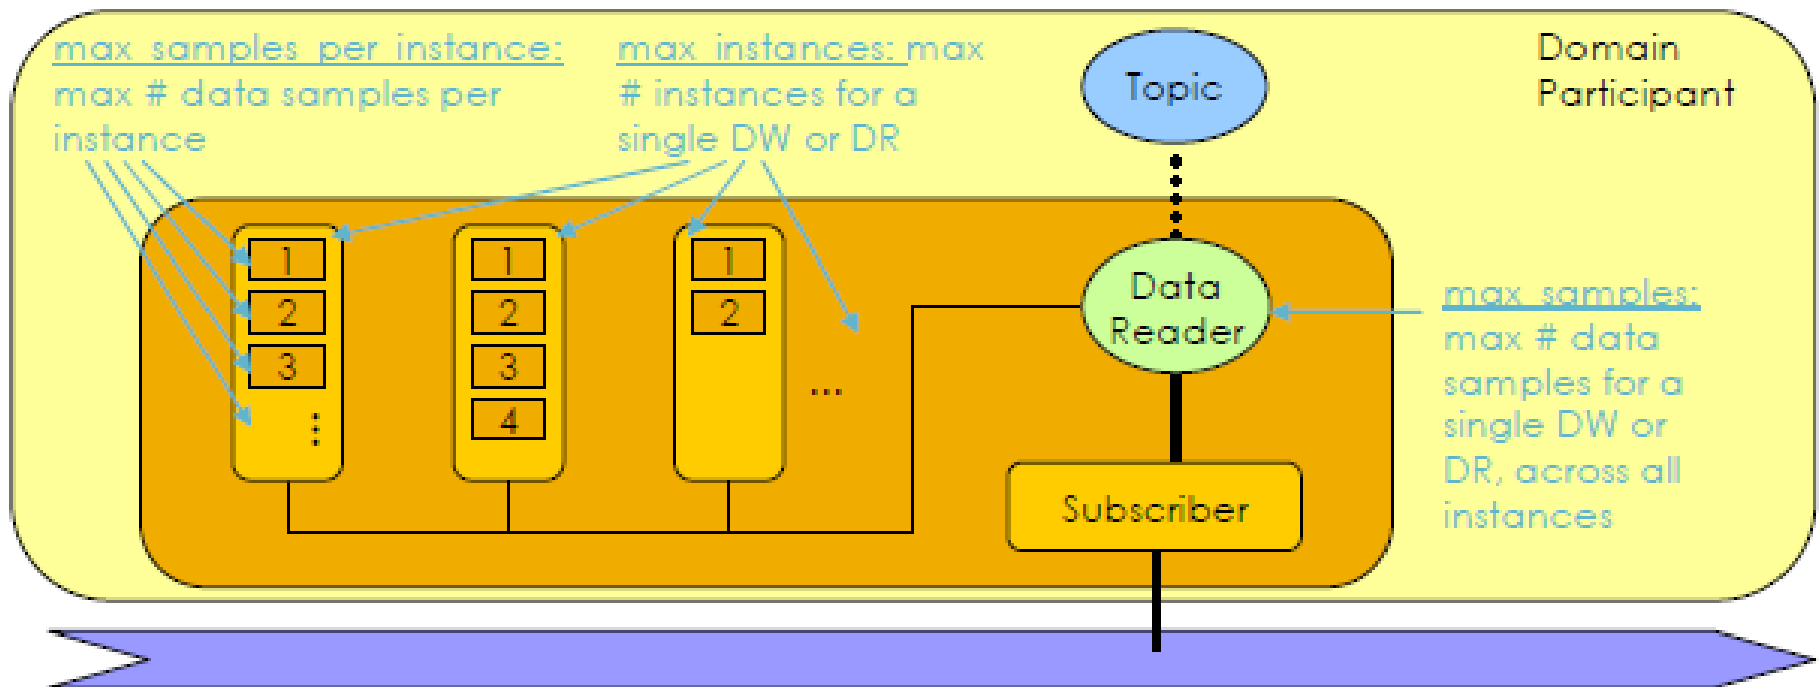 max_samples_per_instance:
max # data samples per
instance
max_instances: max
# instances for a
single DW or DR
Topic
Domain
Participant
1
2
3
⋮
1
2
3
4
1
2
...
Data
Reader
Subscriber
max_samples:
max # data
samples for a
single DW or
DR, across all
instances